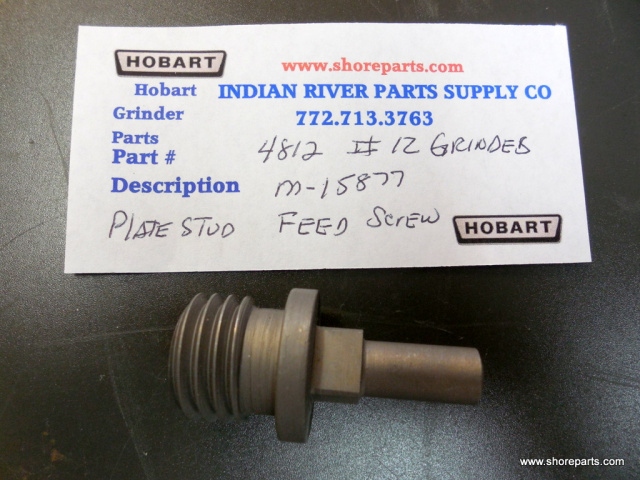 HOBART www.shoreparts.com
Hobart INDIAN RIVER PARTS SUPPLY CO
Grinder 772.713.3763
Parts
Part # 4812 # 12 GRINDER
Description M-15877
PLATE STUD FEED SCREW HOBART
www.shoreparts.com